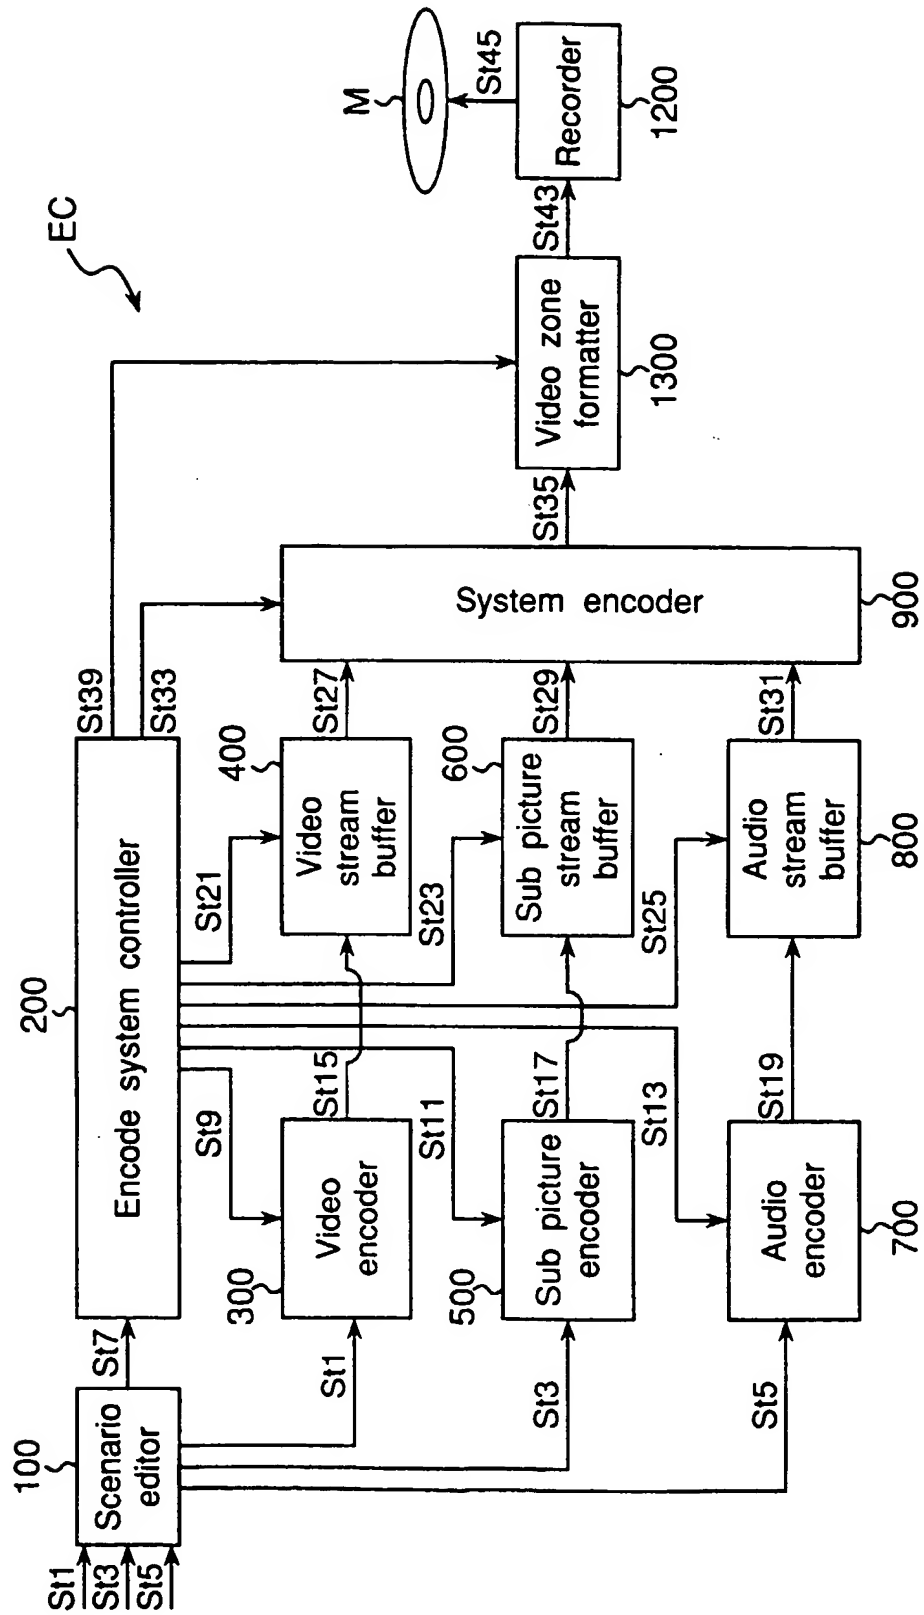 EC
M
St45
Recorder
1200
St43
Video zone
formatter
1300
St35
System encoder
900
St39
St33
200
Encode system controller
St7
100
Scenario
editor
St1
St3
St5
St21
400
Video
stream
buffer
St27
St9
300
Video
encoder
St15
St1
St23
600
Sub picture
stream
buffer
St29
St11
500
Sub picture
encoder
St17
St3
St25
Audio
stream
buffer
800
St31
St13
Audio
encoder
700
St19
St5